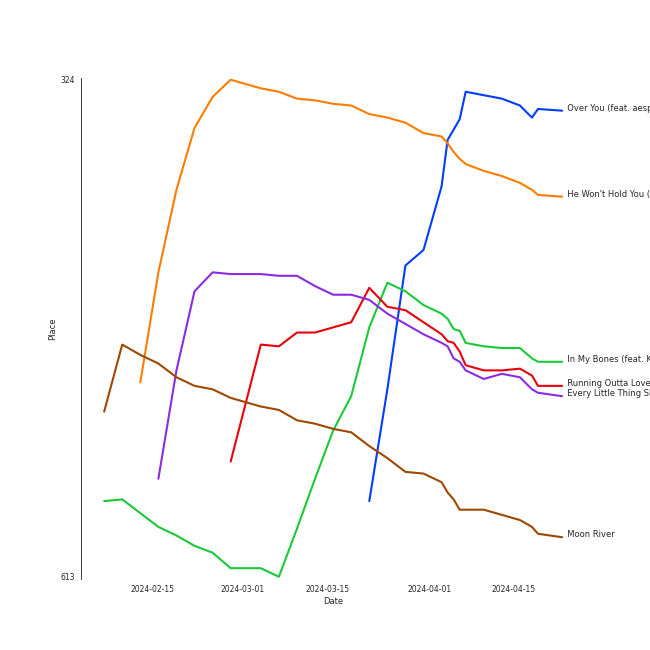 324
Over You (feat. aesp
He Won't Hold You (
Place
In My Bones (feat. K
Running Outta Love
Every Little Thing S
Moon River
613
2024-02-15 2024-03-01 2024-03-15 2024-04-01 2024-04-15
Date